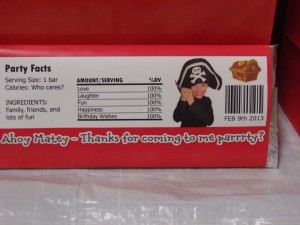 Party Facts
Serving Size: 1 bar
Calories: Who cares?
INGREDIENTS:
Family, friends, and
lots of fun
AMOUNT/SERVING %DV
Love 100%
Laughter 100%
Fun 100%
Happiness 100%
Birthday Wishes 100%
FEB 9th 2013
Ahoy Matey - Thanks for coming to me parrrty?